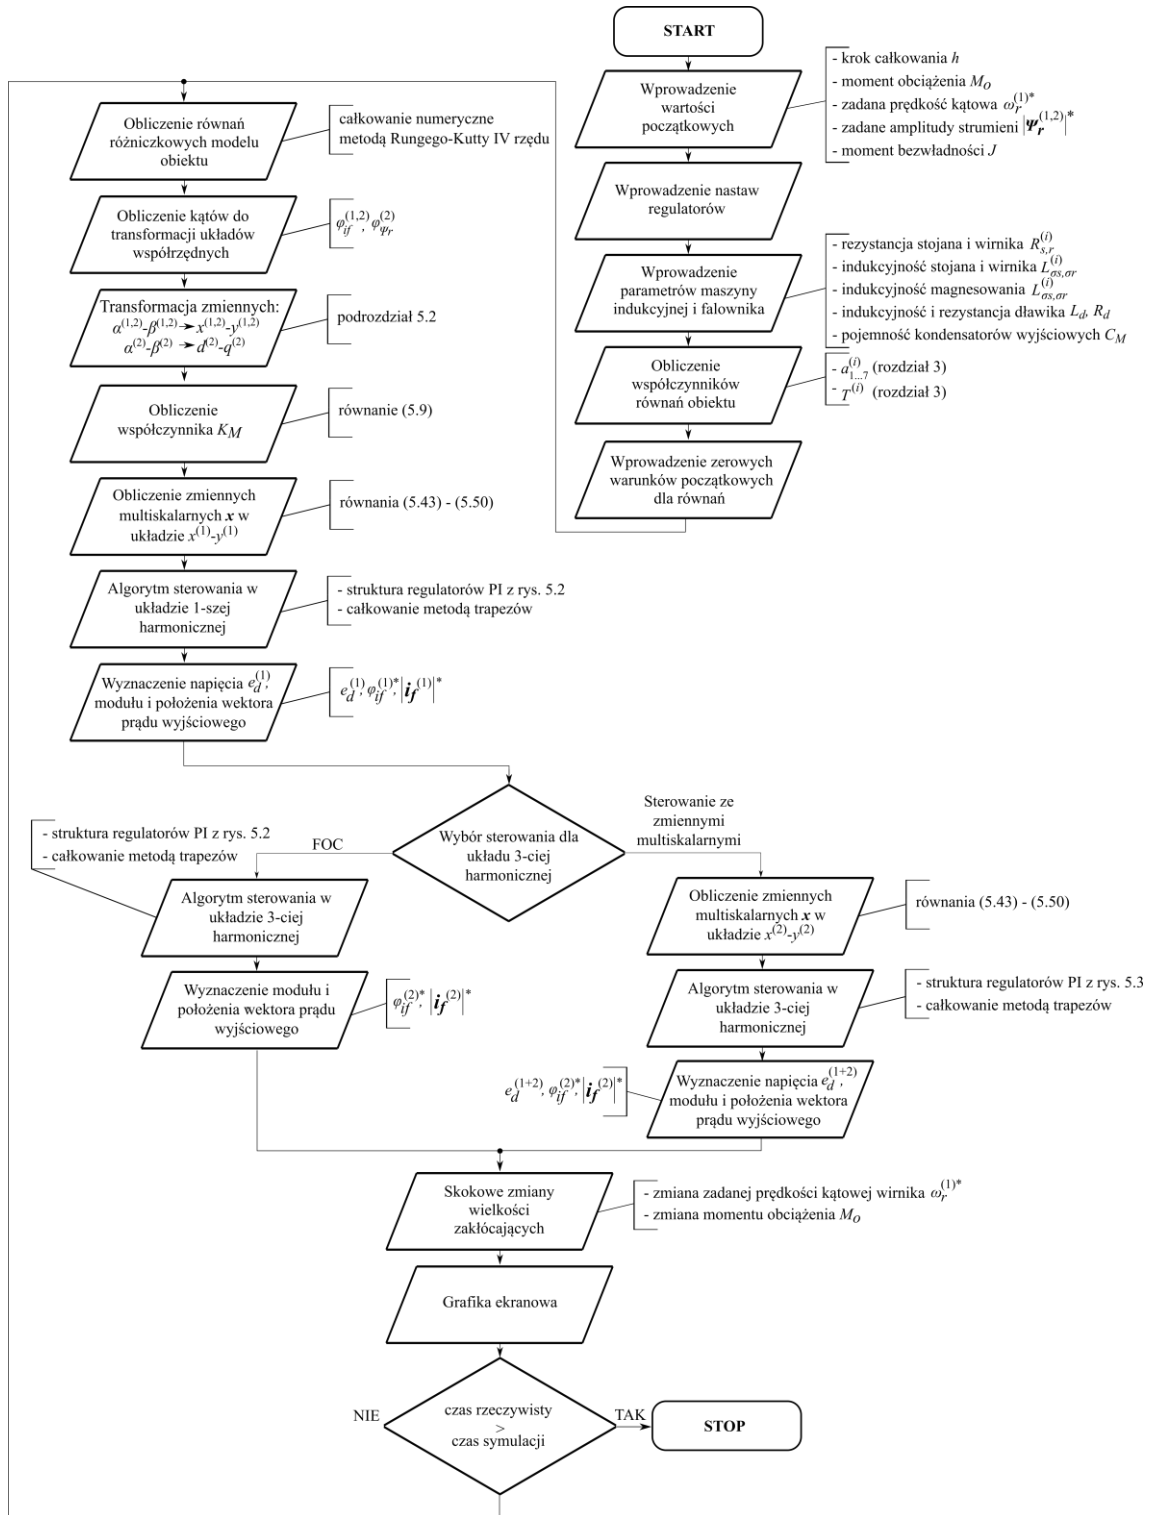 START
Wprowadzenie
wartości
początkowych
- krok całkowania h
- moment obciążenia M_o
- zadana prędkość kątowa ω_r^(1)*
- zadane amplitudy strumieni |Ψ_r^(1,2)|*
- moment bezwładności J
Wprowadzenie nastaw
regulatorów
Wprowadzenie
parametrów maszyny
indukcyjnej i falownika
- rezystancja stojana i wirnika R_s,r^(i)
- indukcyjność stojana i wirnika L_σs,σr^(i)
- indukcyjność magnesowania L_σs,σr^(i)
- indukcyjność i rezystancja dławika L_d, R_d
- pojemność kondensatorów wyjściowych C_M
Obliczenie
współczynników
równań obiektu
- a_1...7^(i) (rozdział 3)
- T^(i) (rozdział 3)
Wprowadzenie zerowych
warunków początkowych
dla równań
Obliczenie równań
różniczkowych modelu
obiektu
całkowanie numeryczne
metodą Rungego-Kutty IV rzędu
Obliczenie kątów do
transformacji układów
współrzędnych
φ_if^(1,2), φ_Ψr^(2)
Transformacja zmiennych:
α^(1,2)-β^(1,2)→x^(1,2)-y^(1,2)
α^(2)-β^(2)→d^(2)-q^(2)
podrozdział 5.2
Obliczenie
współczynnika K_M
równanie (5.9)
Obliczenie zmiennych
multiskalarnych x w
układzie x^(1)-y^(1)
równania (5.43) - (5.50)
Algorytm sterowania w
układzie 1-szej
harmonicznej
- struktura regulatorów PI z rys. 5.2
- całkowanie metodą trapezów
Wyznaczenie napięcia e_d^(1),
modułu i położenia wektora
prądu wyjściowego
e_d^(1), φ_if^(1)*, |i_f^(1)|*
Wybór sterowania dla
układu 3-ciej
harmonicznej
FOC
Sterowanie ze
zmiennymi
multiskalarnymi
- struktura regulatorów PI z rys. 5.2
- całkowanie metodą trapezów
Algorytm sterowania w
układzie 3-ciej
harmonicznej
Wyznaczenie modułu i
położenia wektora prądu
wyjściowego
φ_if^(2)*, |i_f^(2)|*
Obliczenie zmiennych
multiskalarnych x w
układzie x^(2)-y^(2)
równania (5.43) - (5.50)
Algorytm sterowania w
układzie 3-ciej
harmonicznej
- struktura regulatorów PI z rys. 5.3
- całkowanie metodą trapezów
Wyznaczenie napięcia e_d^(1+2),
modułu i położenia wektora
prądu wyjściowego
e_d^(1+2), φ_if^(2)*, |i_f^(2)|*
Skokowe zmiany
wielkości
zakłócających
- zmiana zadanej prędkości kątowej wirnika ω_r^(1)*
- zmiana momentu obciążenia M_o
Grafika ekranowa
czas rzeczywisty
>
czas symulacji
NIE
TAK
STOP